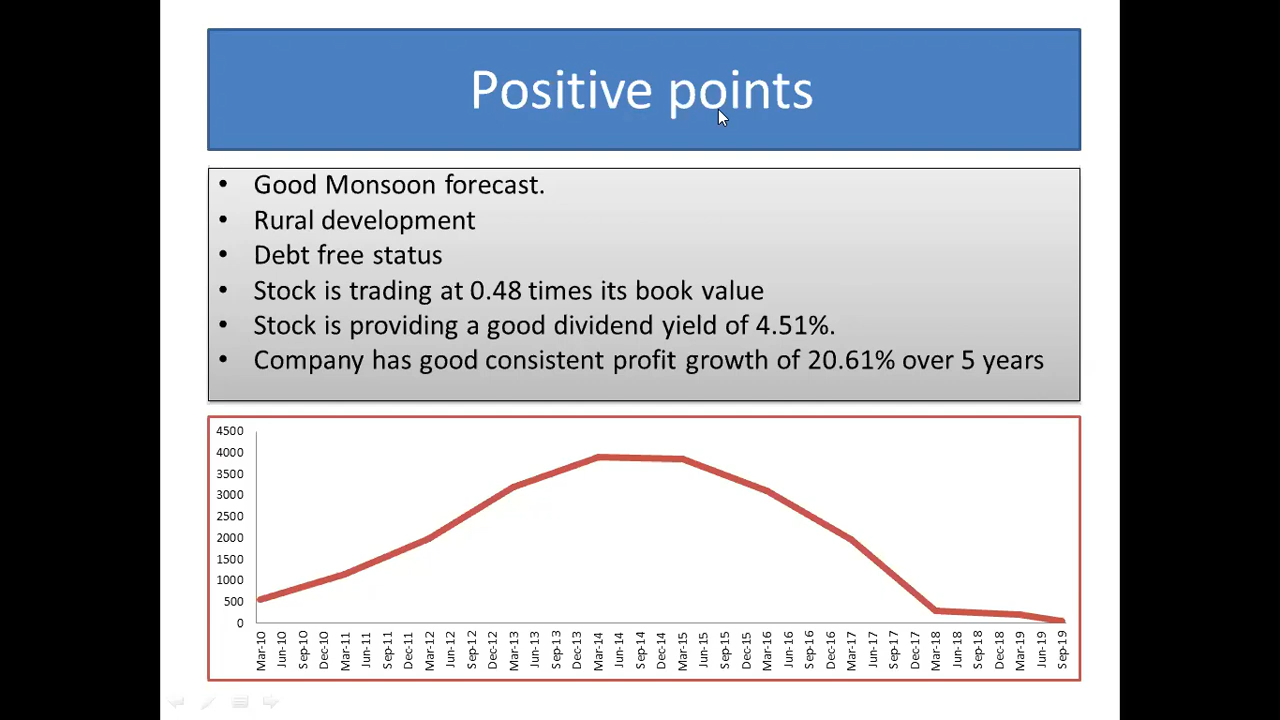 Positive points
• Good Monsoon forecast.
• Rural development
• Debt free status
• Stock is trading at 0.48 times its book value
• Stock is providing a good dividend yield of 4.51%.
• Company has good consistent profit growth of 20.61% over 5 years
4500
4000
3500
3000
2500
2000
1500
1000
500
0
Mar-10
Jun-10
Sep-10
Dec-10
Mar-11
Jun-11
Sep-11
Dec-11
Mar-12
Jun-12
Sep-12
Dec-12
Mar-13
Jun-13
Sep-13
Dec-13
Mar-14
Jun-14
Sep-14
Dec-14
Mar-15
Jun-15
Sep-15
Dec-15
Mar-16
Jun-16
Sep-16
Dec-16
Mar-17
Jun-17
Sep-17
Dec-17
Mar-18
Jun-18
Sep-18
Dec-18
Mar-19
Jun-19
Sep-19